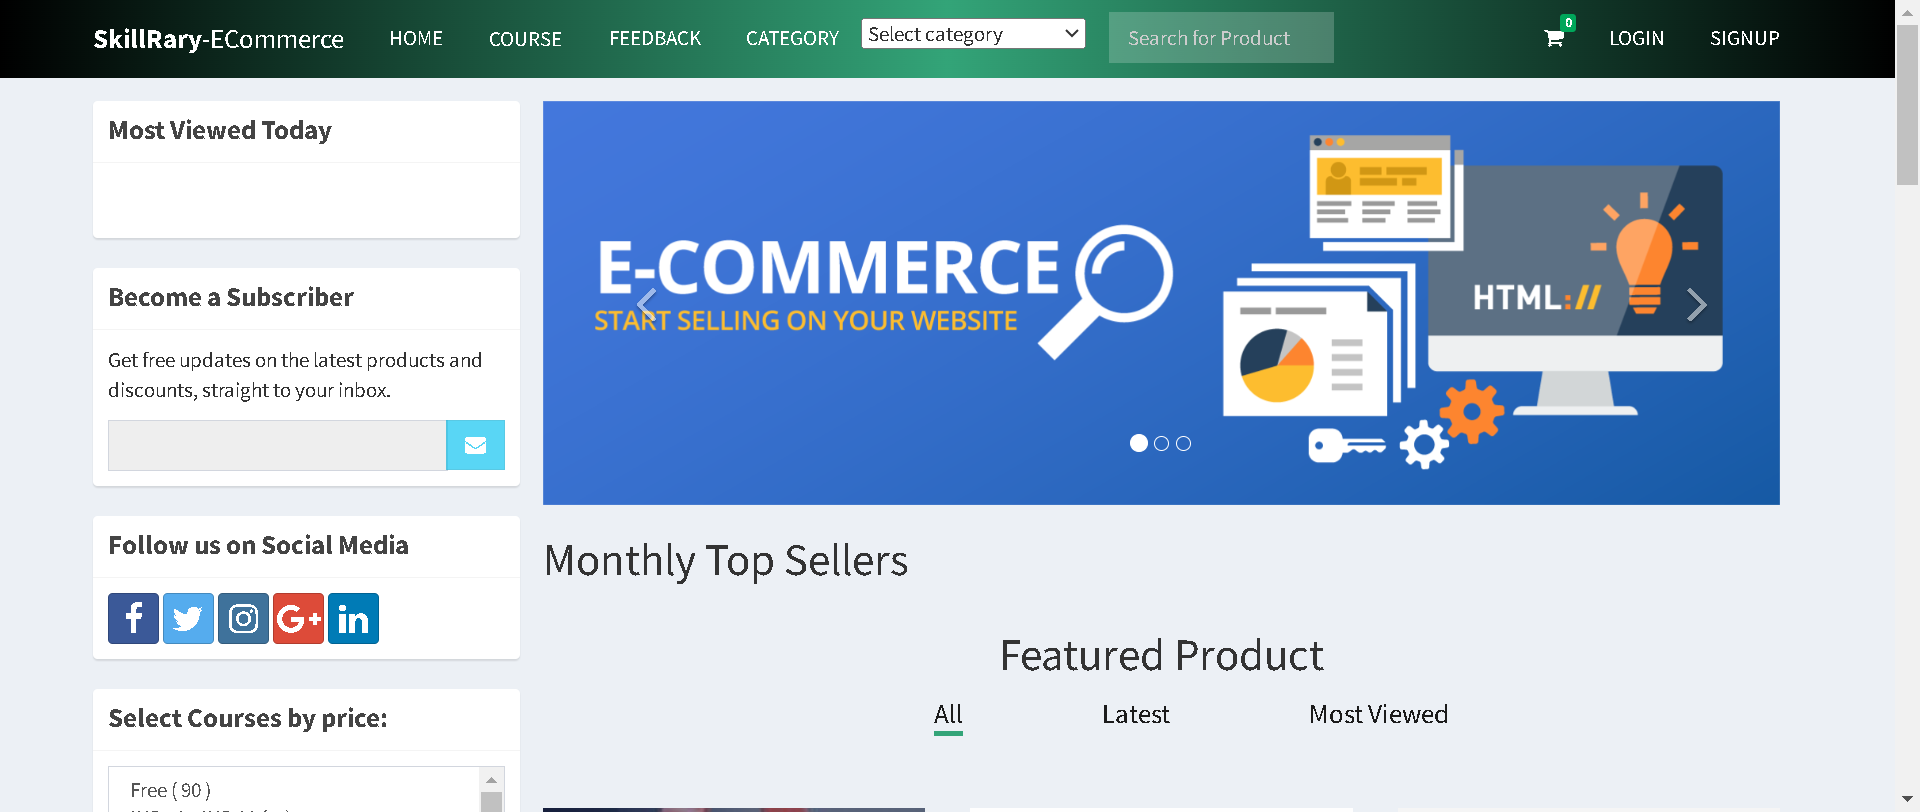 SkillRary-ECommerce
HOME
COURSE
FEEDBACK
CATEGORY
Select category
Search for Product
0
LOGIN
SIGNUP
Most Viewed Today
Become a Subscriber
Get free updates on the latest products and
discounts, straight to your inbox.
Follow us on Social Media
Select Courses by price:
Free ( 90 )
E-COMMERCE
START SELLING ON YOUR WEBSITE
HTML://
Monthly Top Sellers
Featured Product
All
Latest
Most Viewed